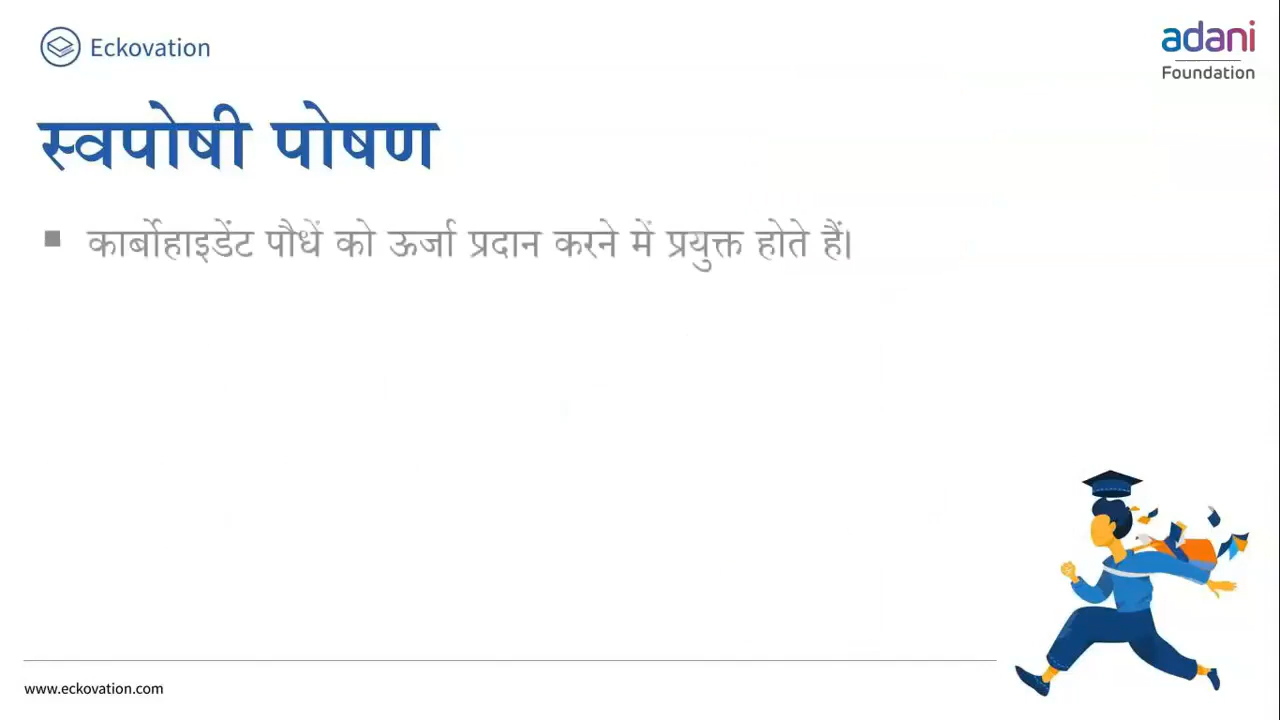 Eckovation
adani
Foundation
स्वपोषी पोषण
▪ कार्बोहाइडेंट पौधें को ऊर्जा प्रदान करने में प्रयुक्त होते हैं।
www.eckovation.com